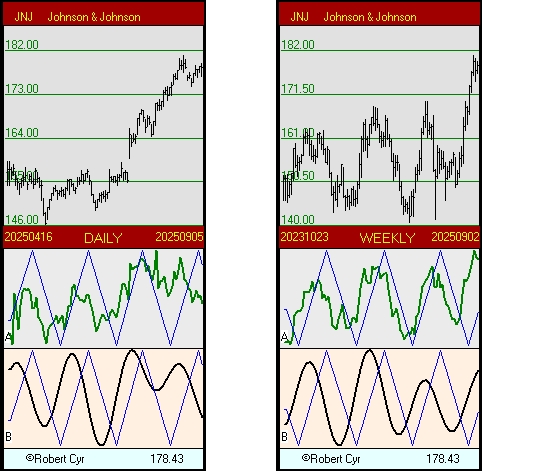 JNJ Johnson & Johnson
182.00
173.00
164.00
146.00
20250416 DAILY 20250905
A
B
©Robert Cyr 178.43
JNJ Johnson & Johnson
182.00
171.50
140.00
20231023 WEEKLY 20250902
A
B
©Robert Cyr 178.43